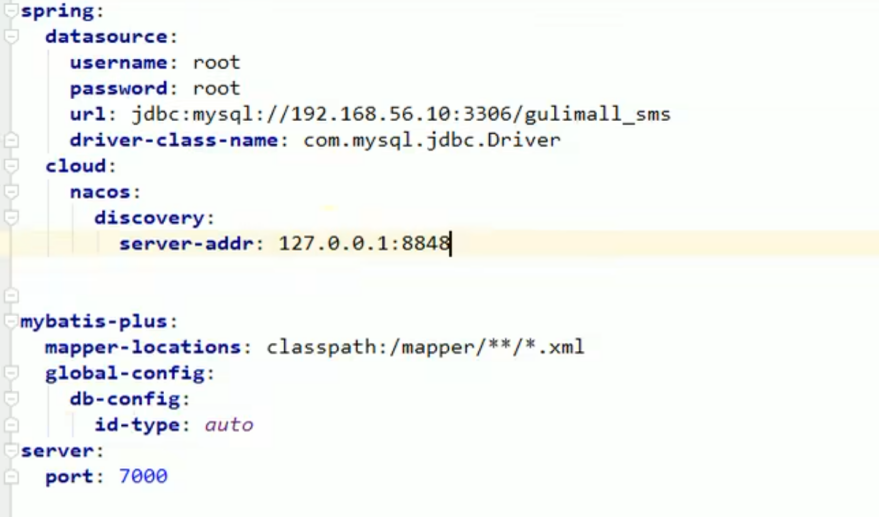 spring:
  datasource:
    username: root
    password: root
    url: jdbc:mysql://192.168.56.10:3306/gulimall_sms
    driver-class-name: com.mysql.jdbc.Driver
  cloud:
    nacos:
      discovery:
        server-addr: 127.0.0.1:8848
mybatis-plus:
  mapper-locations: classpath:/mapper/**/*.xml
  global-config:
    db-config:
      id-type: auto
server:
  port: 7000